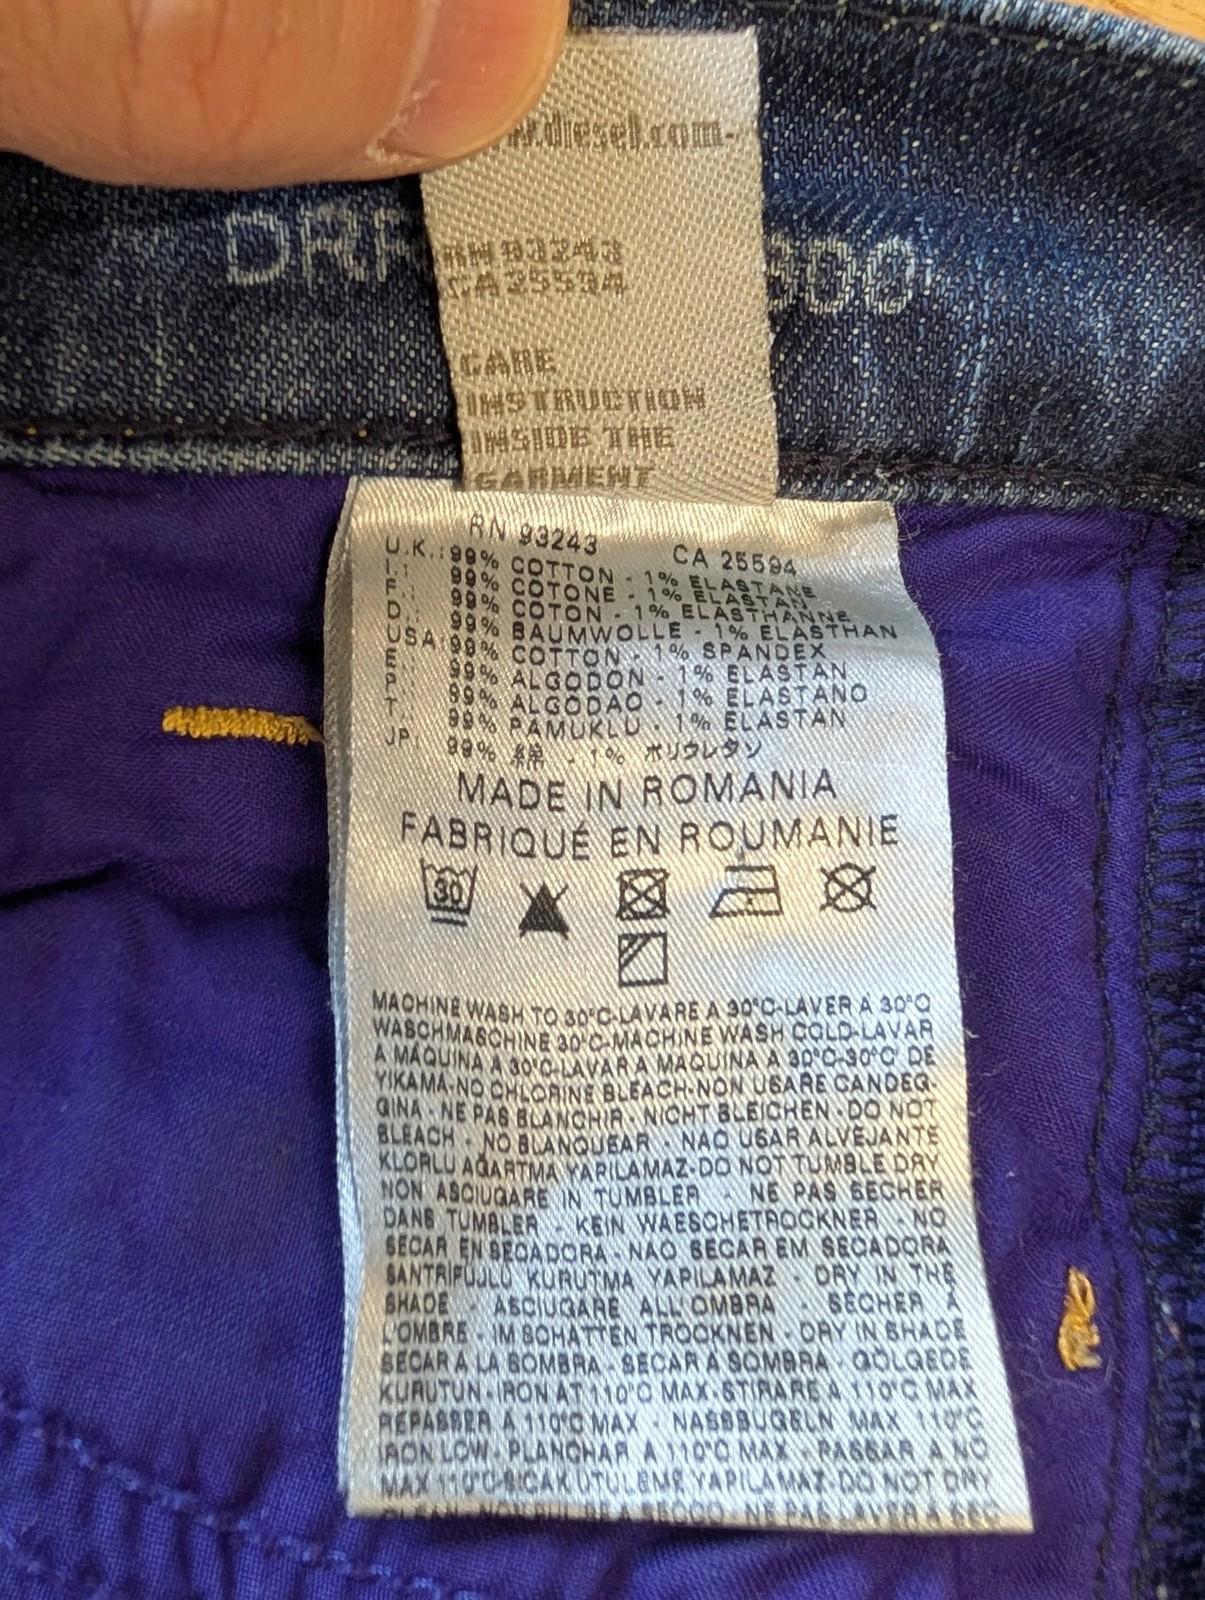 w.diesel.com-
DRR
800
RN 93243
CA 25594
CARE
INSTRUCTION
INSIDE THE
GARMENT
RN 93243 CA 25594
U.K.: 99% COTTON - 1% ELASTANE
I.: 99% COTONE - 1% ELASTAN
F.: 99% COTON - 1% ELASTHANNE
D.: 99% BAUMWOLLE - 1% ELASTHAN
USA: 99% COTTON - 1% SPANDEX
E.: 99% ALGODON - 1% ELASTAN
P.: 99% ALGODAO - 1% ELASTANO
T.: 99% PAMUKLU - 1% ELASTAN
JP: 99% 綿 - 1% ポリウレタン
MADE IN ROMANIA
FABRIQUÉ EN ROUMANIE
30
MACHINE WASH TO 30°C-LAVARE A 30°C-LAVER Á 30°C
WASCHMASCHINE 30°C-MACHINE WASH COLD-LAVAR
A MÁQUINA A 30°C-LAVAR A MAQUINA A 30°C-30°C' DE
YIKAMA-NO CHLORINE BLEACH-NON USARE CANDEG-
GINA - NE PAS BLANCHIR - NICHT BLEICHEN - DO NOT
BLEACH - NO BLANQUEAR - NAO USAR ALVEJANTE
KLORLU AĞARTMA YAPILAMAZ-DO NOT TUMBLE DRY
NON ASCIUGARE IN TUMBLER - NE PAS SECHER
DANS TUMBLER - KEIN WAESCHETROCKNER - NO
SECAR EN SECADORA - NAO SECAR EM SECADORA
SANTRİFÜJLÜ KURUTMA YAPILAMAZ - DRY IN THE
SHADE - ASCIUGARE ALL'OMBRA - SÉCHER À
L'OMBRE - IM SCHATTEN TROCKNEN - DRY IN SHADE
SECAR A LA SOMBRA - SECAR Á SOMBRA - GÖLGEDE
KURUTUN - IRON AT 110°C MAX - STIRARE A 110°C MAX
REPASSER Á 110°C MAX - NASSBÜGELN MAX 110°C
IRON LOW - PLANCHAR A 110°C MAX - PASSAR A NO
MAX 110°C-SICAK ÜTÜLEME YAPILAMAZ-DO NOT DRY